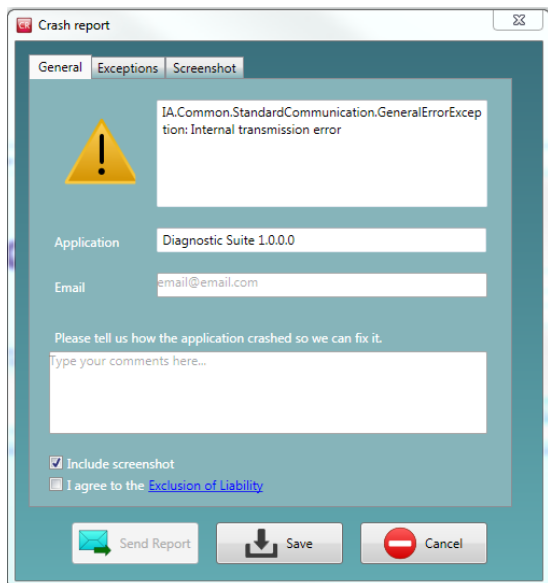 CR Crash report
General Exceptions Screenshot
IA.Common.StandardCommunication.GeneralErrorExcep
tion: Internal transmission error
Application Diagnostic Suite 1.0.0.0
Email email@email.com
Please tell us how the application crashed so we can fix it.
Type your comments here...
Include screenshot
I agree to the Exclusion of Liability
Send Report Save Cancel